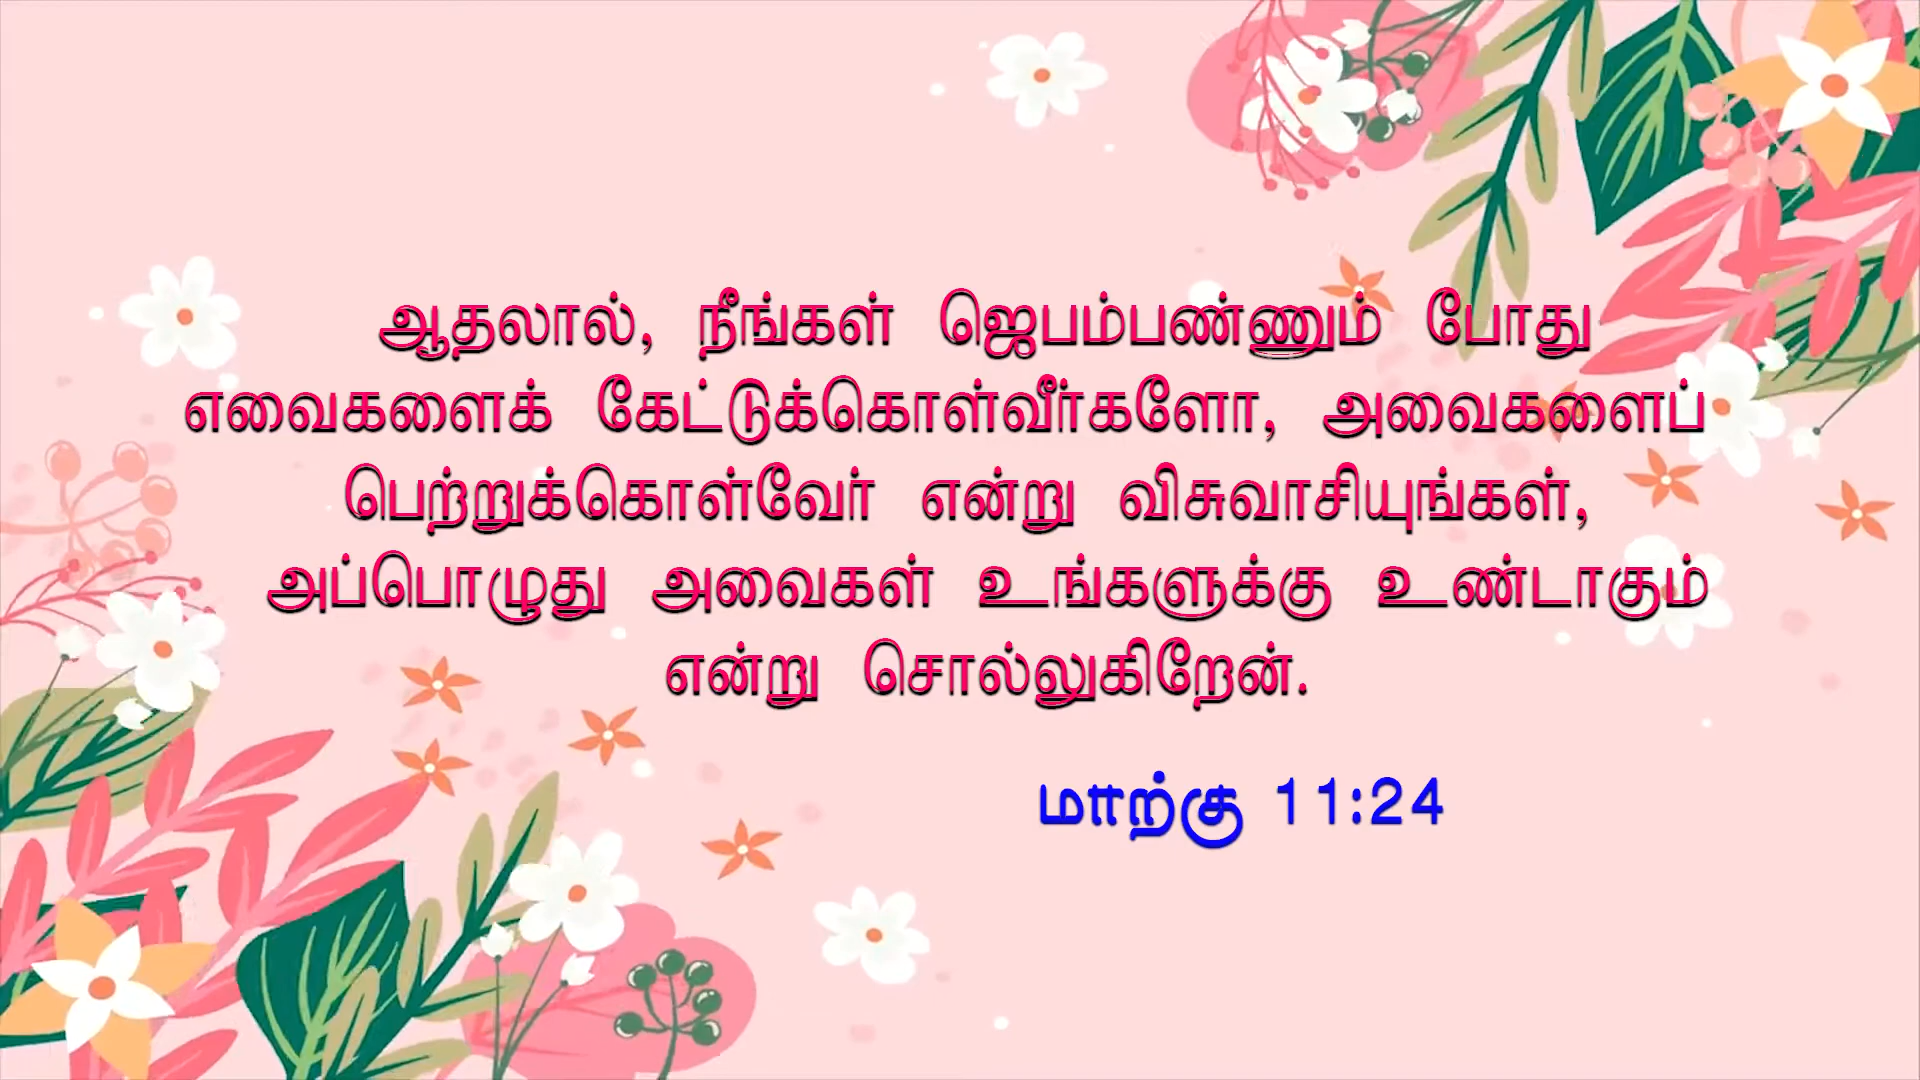 ஆதலால், நீங்கள் ஜெபம்பண்ணும் போது
எவைகளைக் கேட்டுக்கொள்வீர்களோ, அவைகளைப்
பெற்றுக்கொள்வேர் என்று விசுவாசியுங்கள்,
அப்பொழுது அவைகள் உங்களுக்கு உண்டாகும்
என்று சொல்லுகிறேன்.
மாற்கு 11:24